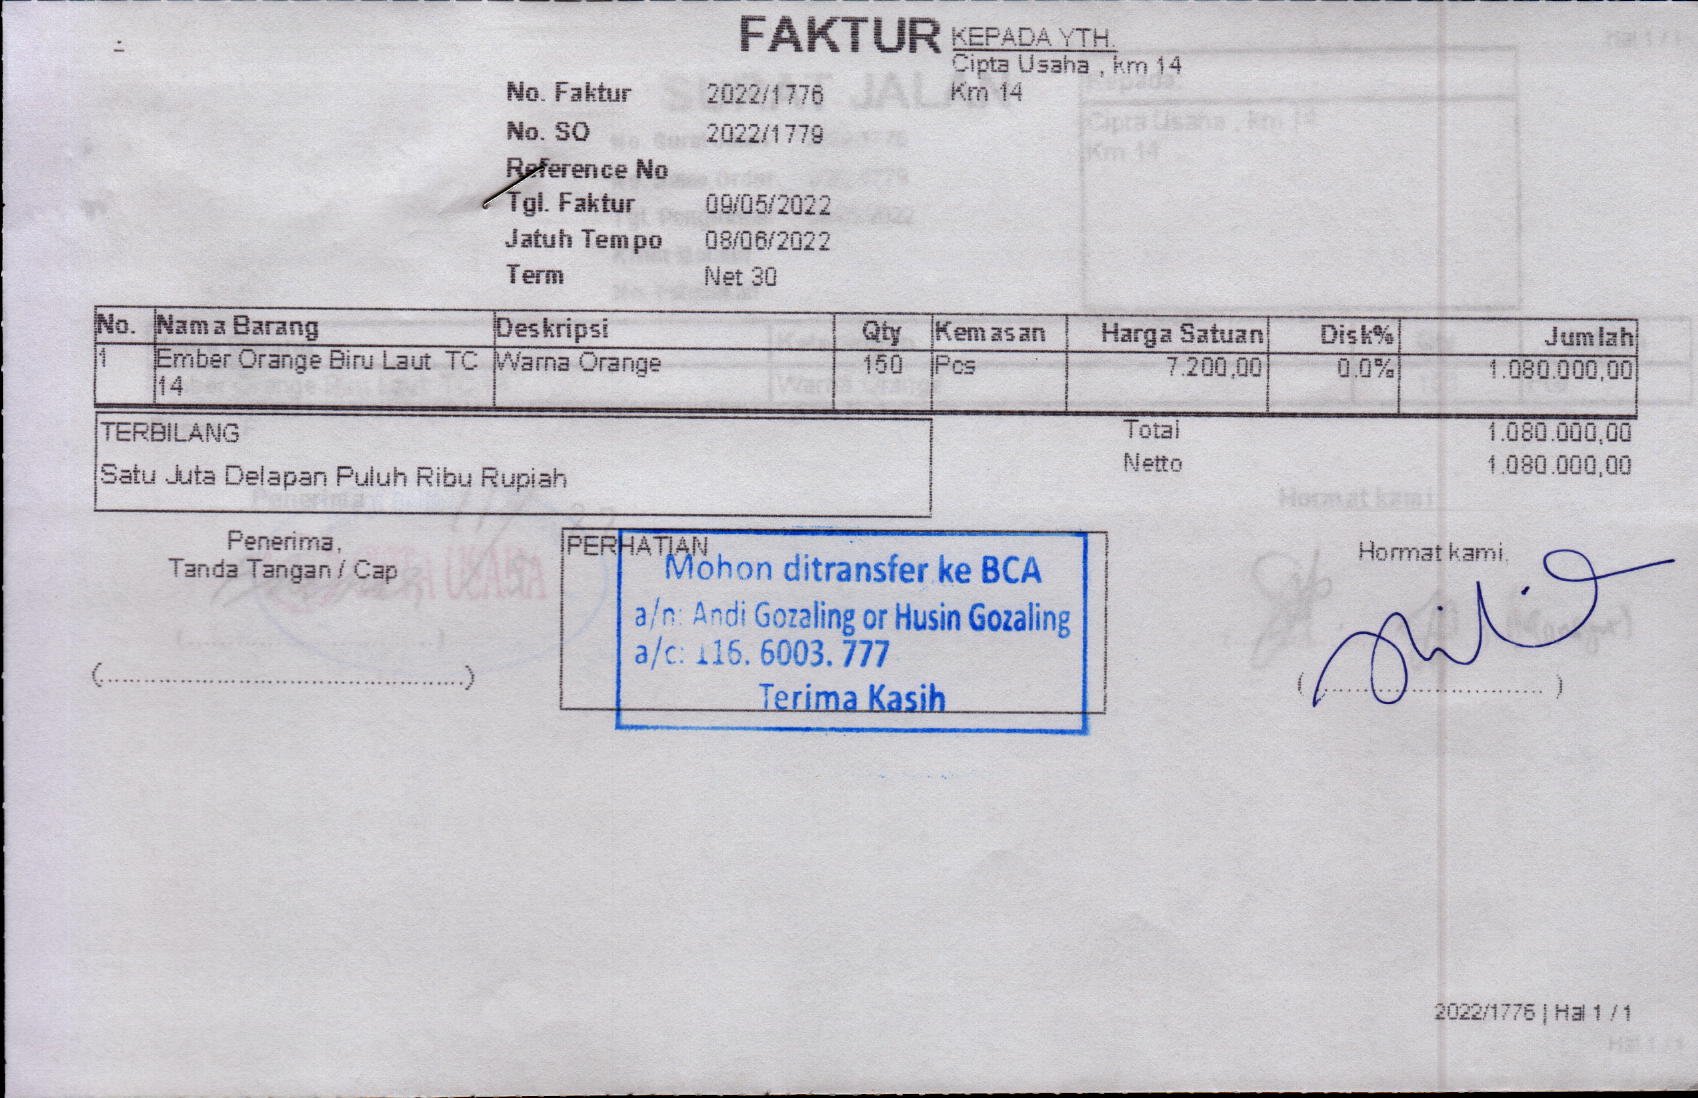 FAKTUR
KEPADA YTH.
Cipta Usaha , km 14
Km 14
No. Faktur 2022/1776
No. SO 2022/1779
Reference No
Tgl. Faktur 09/05/2022
Jatuh Tempo 08/06/2022
Term Net 30
No. Nama Barang Deskripsi Qty Kemasan Harga Satuan Disk% Jumlah
1 Ember Orange Biru Laut TC Warna Orange 150 Pcs 7.200,00 0.0% 1.080.000,00
14
TERBILANG
Satu Juta Delapan Puluh Ribu Rupiah
Total 1.080.000,00
Netto 1.080.000,00
Penerima,
Tanda Tangan / Cap
(............................................)
PERHATIAN
Mohon ditransfer ke BCA
a/n: Andi Gozaling or Husin Gozaling
a/c: 116. 6003. 777
Terima Kasih
Hormat kami.
(............................)
2022/1776 | Hal 1 / 1